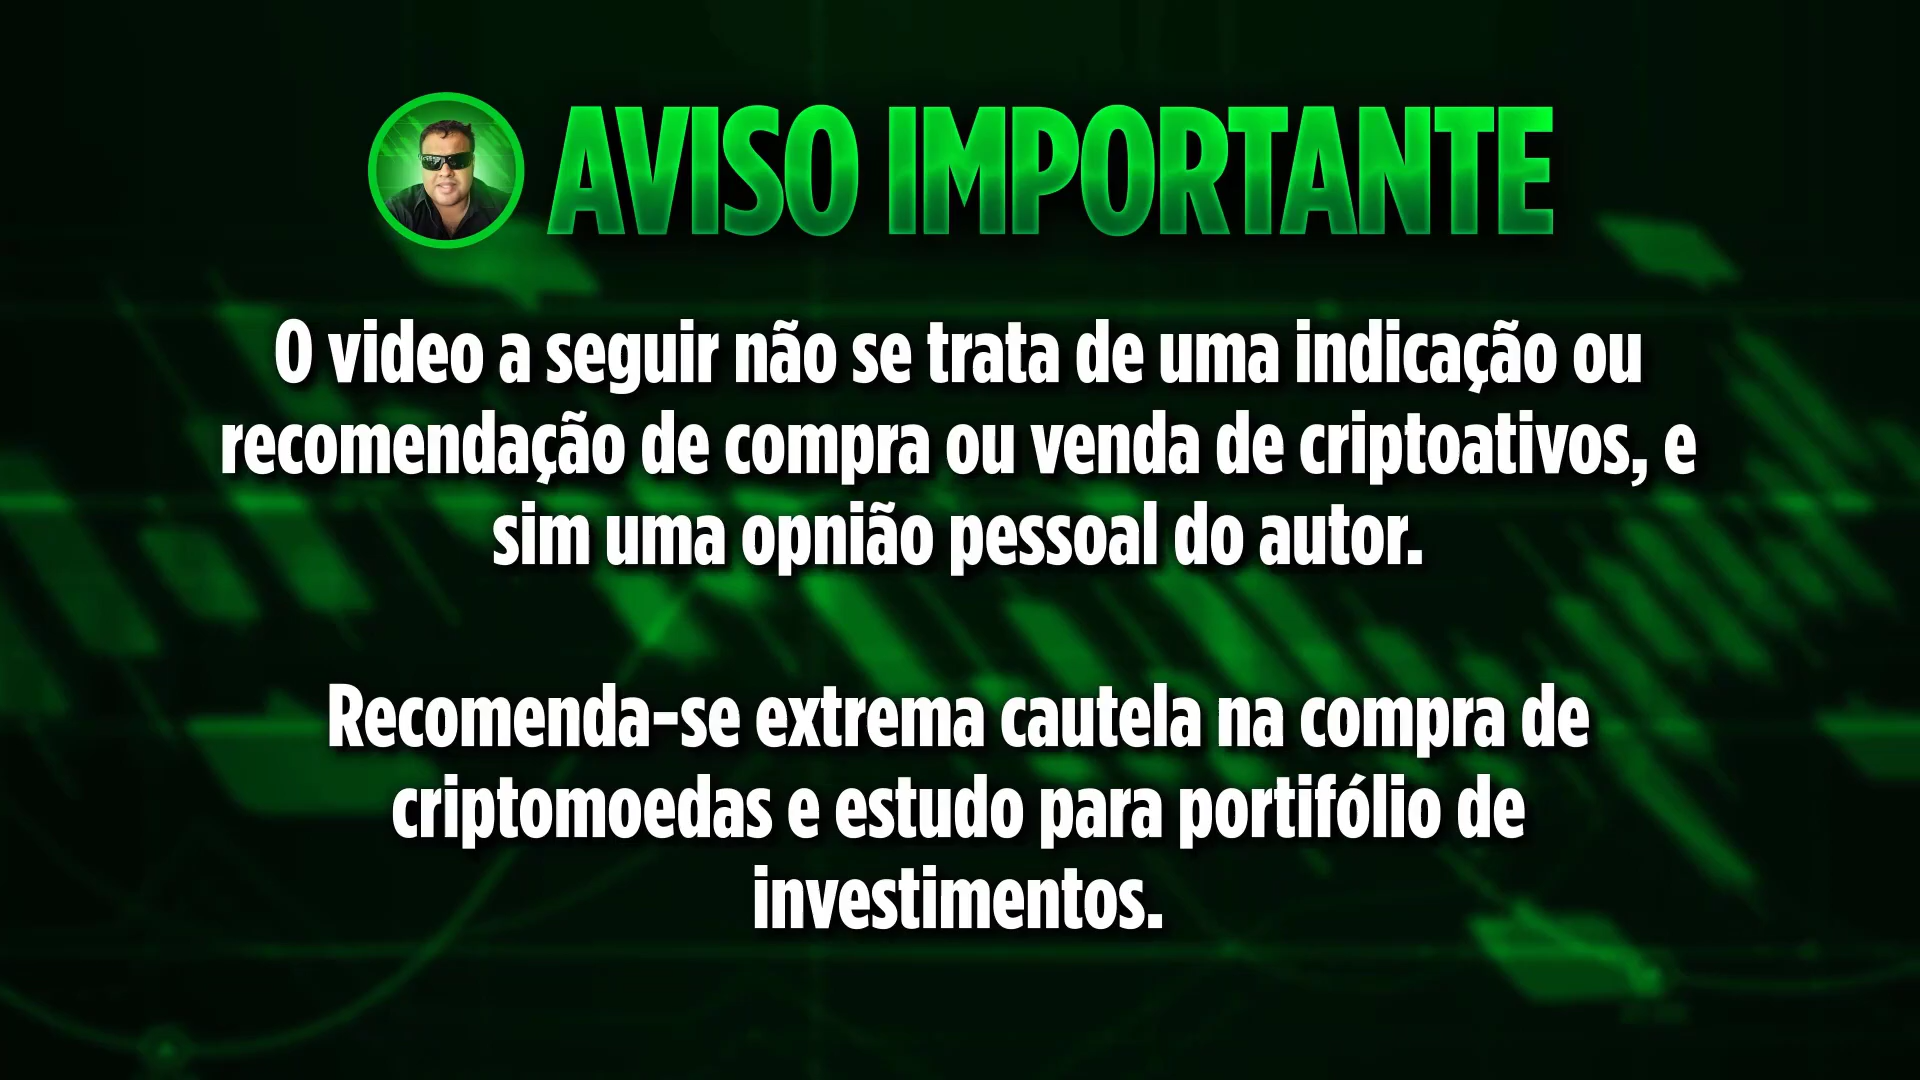 AVISO IMPORTANTE
O video a seguir não se trata de uma indicação ou
recomendação de compra ou venda de criptoativos, e
sim uma opnião pessoal do autor.
Recomenda-se extrema cautela na compra de
criptomoedas e estudo para portifólio de
investimentos.